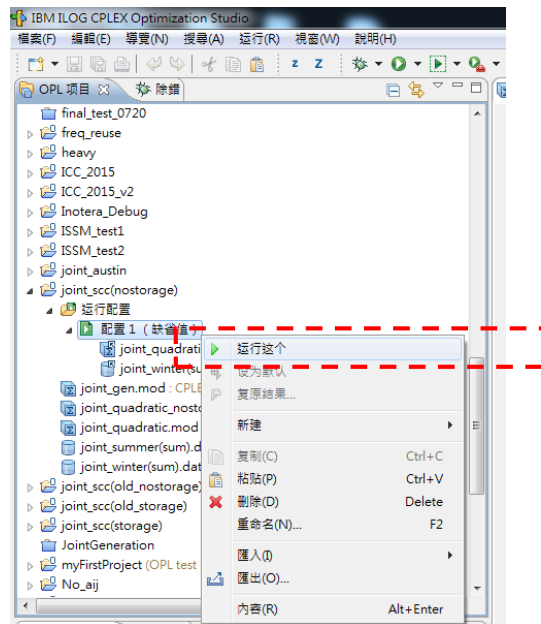 IBM ILOG CPLEX Optimization Studio
檔案(F) 編輯(E) 導覽(N) 搜尋(A) 运行(R) 視窗(W) 說明(H)
OPL 项目 除錯
final_test_0720
freq_reuse
heavy
ICC_2015
ICC_2015_v2
Inotera_Debug
ISSM_test1
ISSM_test2
joint_austin
joint_scc(nostorage)
运行配置
配置 1 （缺省值）
joint_quadrati
joint_winter(su
joint_gen.mod : CPLE
joint_quadratic_nosto
joint_quadratic.mod
joint_summer(sum).d
joint_winter(sum).dat
joint_scc(old_nostorage)
joint_scc(old_storage)
joint_scc(storage)
JointGeneration
myFirstProject (OPL test
No_aij
运行这个
设为默认
复原结果...
新建
复制(C) Ctrl+C
粘贴(P) Ctrl+V
删除(D) Delete
重命名(N)... F2
匯入(I)
匯出(O)...
内容(R) Alt+Enter